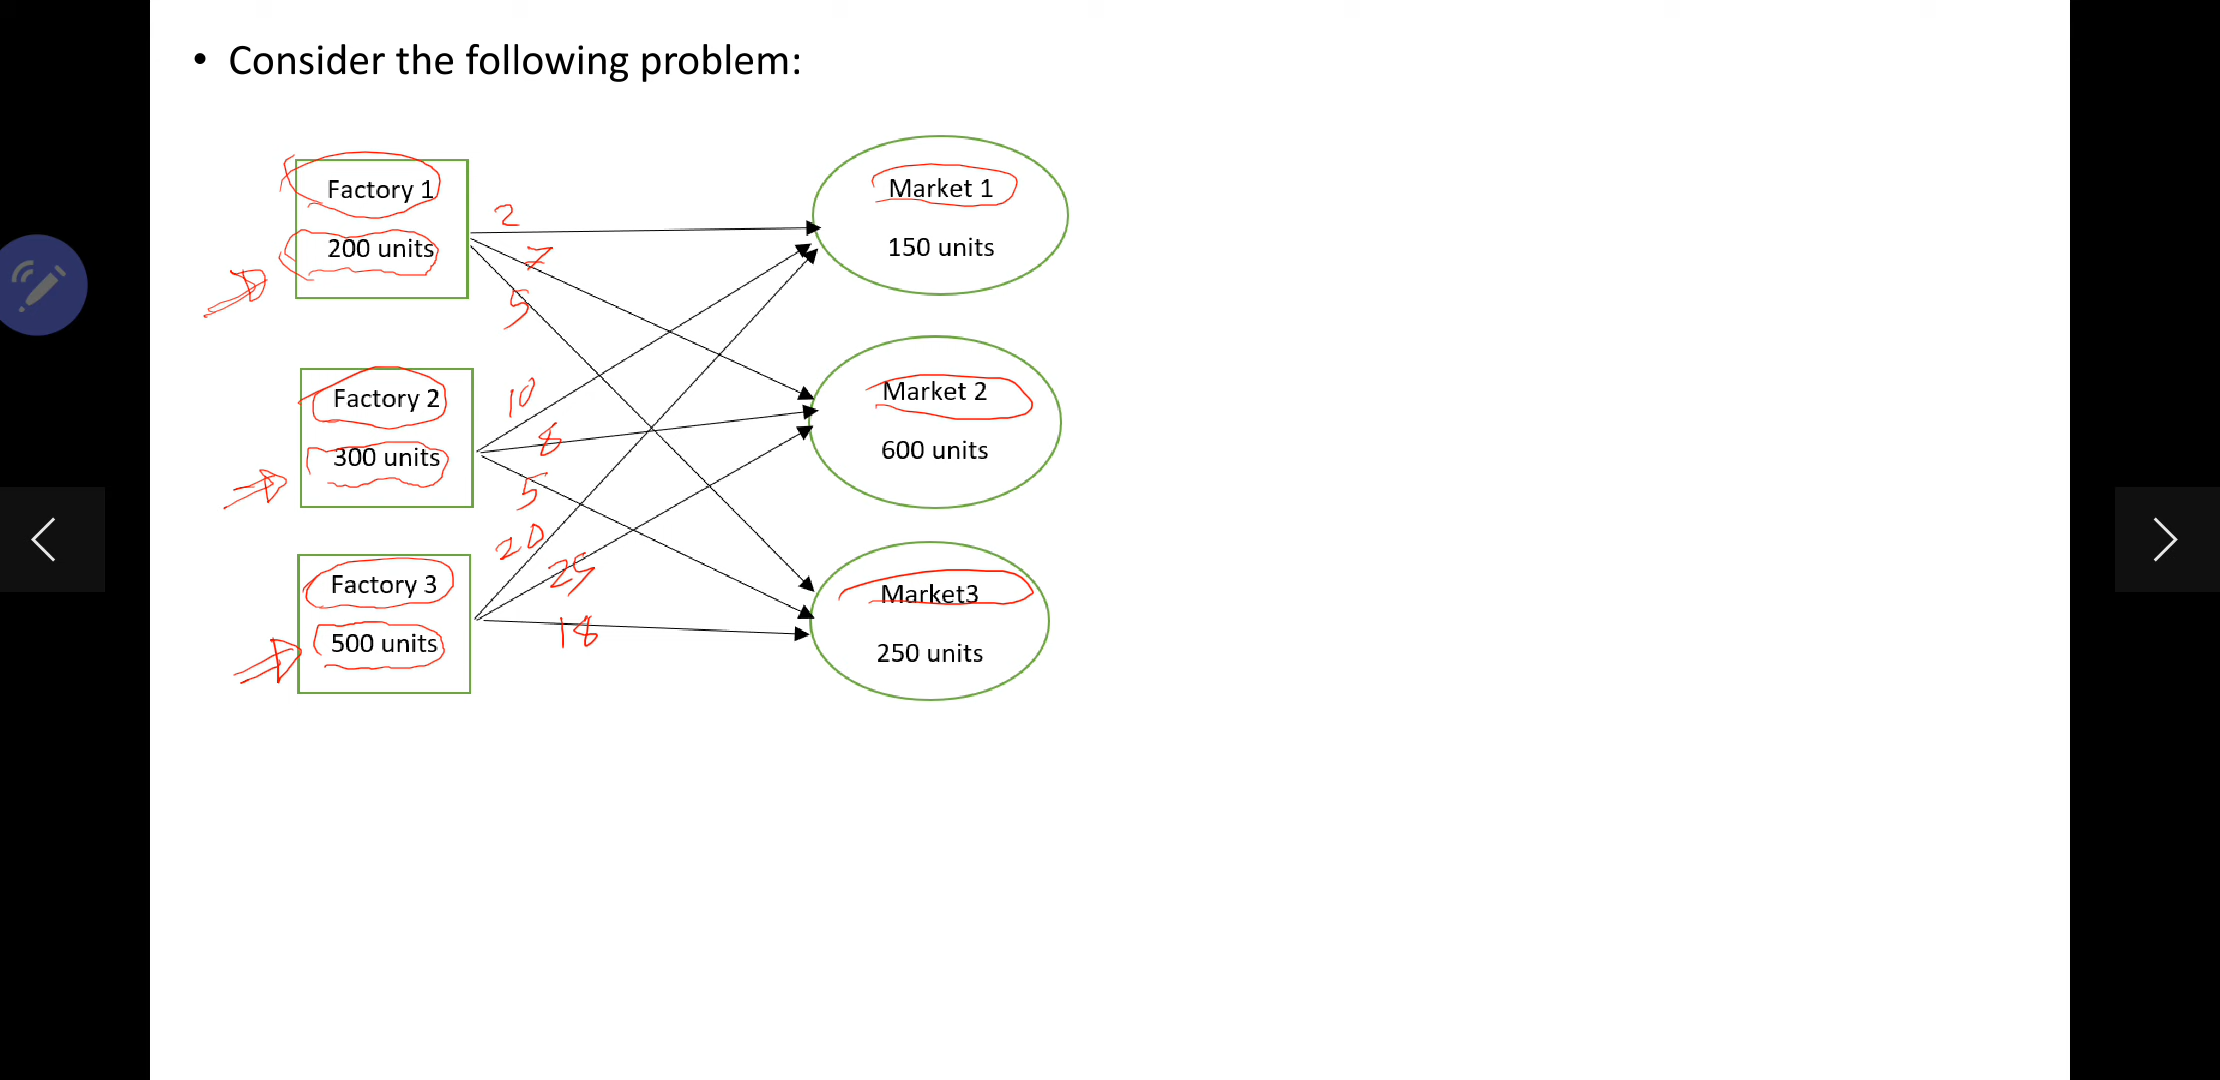 • Consider the following problem:
Factory 1
200 units
2
7
5
Market 1
150 units
Factory 2
300 units
10
8
5
Market 2
600 units
Factory 3
500 units
20
25
18
Market3
250 units